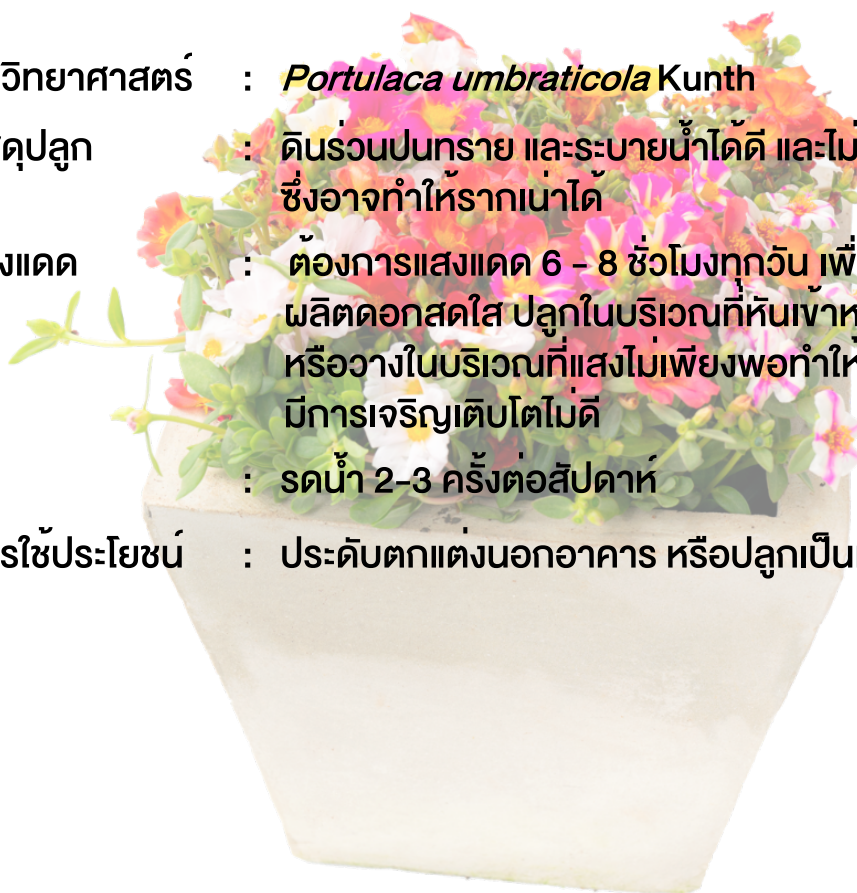 วิทยาศาสตร์ : Portulaca umbraticola Kunth
ดุปลูก : ดินร่วนปนทราย และระบายน้ำได้ดี และไม่
ซึ่งอาจทำให้รากเน่าได้
งแดด : ต้องการแสงแดด 6 - 8 ชั่วโมงทุกวัน เพื่
ผลิตดอกสดใส ปลูกในบริเวณที่หันเข้าห
หรือวางในบริเวณที่แสงไม่เพียงพอทำให้
มีการเจริญเติบโตไม่ดี
: รดน้ำ 2-3 ครั้งต่อสัปดาห์
รใช้ประโยชน์ : ประดับตกแต่งนอกอาคาร หรือปลูกเป็น